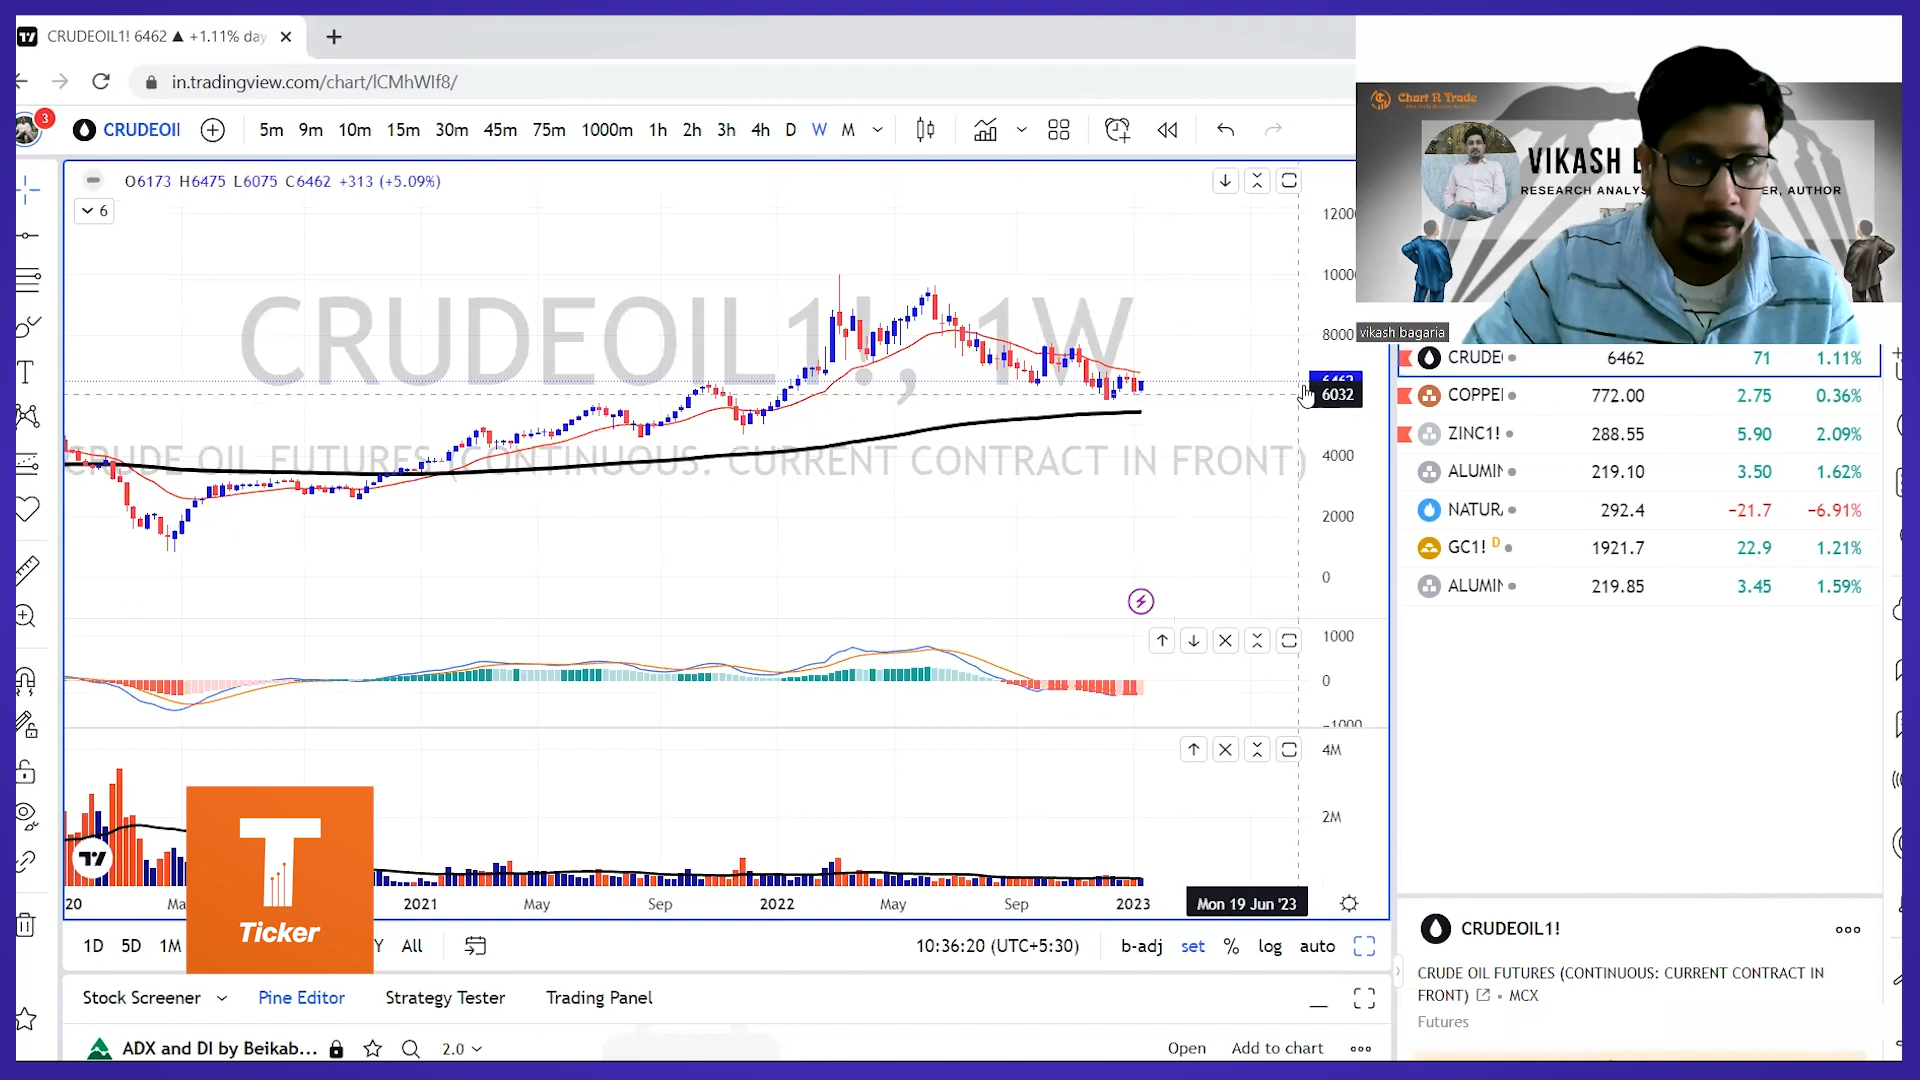 CRUDEOIL1! 6462 ▲ +1.11% day
in.tradingview.com/chart/lCMhWIf8/
3
CRUDEOII 5m 9m 10m 15m 30m 45m 75m 1000m 1h 2h 3h 4h D W M
O6173 H6475 L6075 C6462 +313 (+5.09%)
6
CRUDEOIL1!, 1W
CRUDE OIL FUTURES (CONTINUOUS: CURRENT CONTRACT IN FRONT)
10000
8000
6462
6032
4000
2000
0
1000
0
−1000
4M
2M
20 2021 May Sep 2022 May Sep 2023 Mon 19 Jun '23
T
Ticker
1D 5D 1M Y All 10:36:20 (UTC+5:30) b-adj set % log auto
Stock Screener Pine Editor Strategy Tester Trading Panel
ADX and DI by Beikab... 2.0 Open Add to chart
Chart N Trade
VIKASH B
RESEARCH ANALYS ER, AUTHOR
vikash bagaria
CRUDE 6462 71 1.11%
COPPEI 772.00 2.75 0.36%
ZINC1! 288.55 5.90 2.09%
ALUMIN 219.10 3.50 1.62%
NATUR 292.4 −21.7 −6.91%
GC1! D 1921.7 22.9 1.21%
ALUMIN 219.85 3.45 1.59%
CRUDEOIL1!
CRUDE OIL FUTURES (CONTINUOUS: CURRENT CONTRACT IN
FRONT) • MCX
Futures